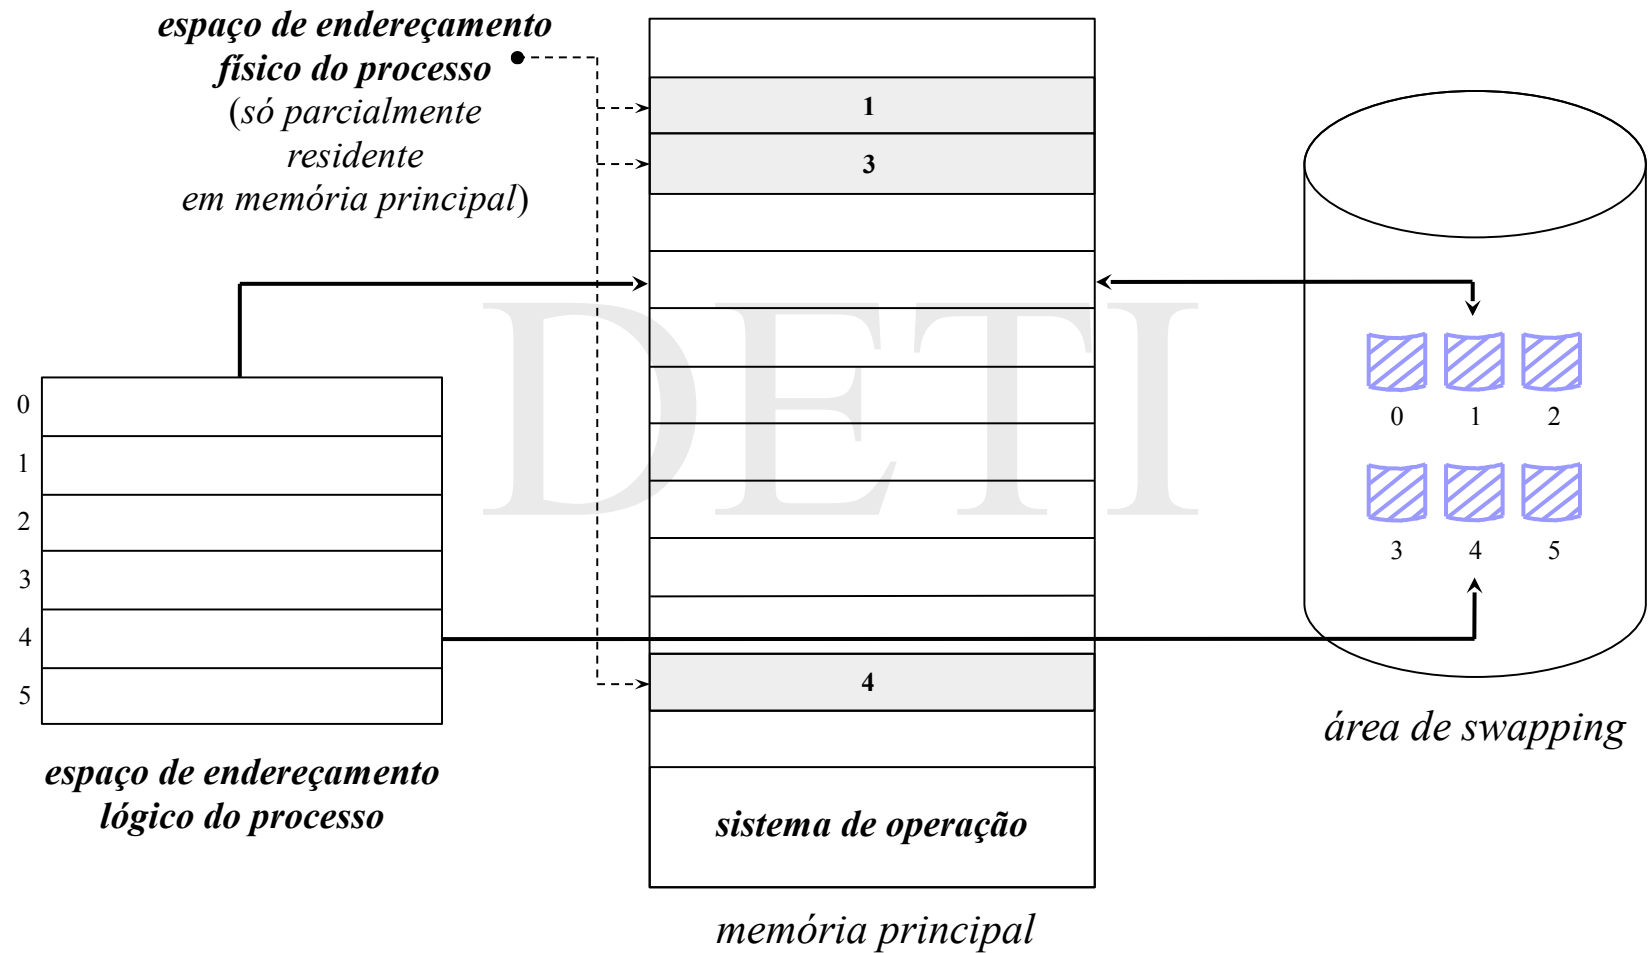 espaço de endereçamento
físico do processo
(só parcialmente
residente
em memória principal)
1
3
4
sistema de operação
memória principal
0
1
2
3
4
5
espaço de endereçamento
lógico do processo
0 1 2
3 4 5
área de swapping
DETI